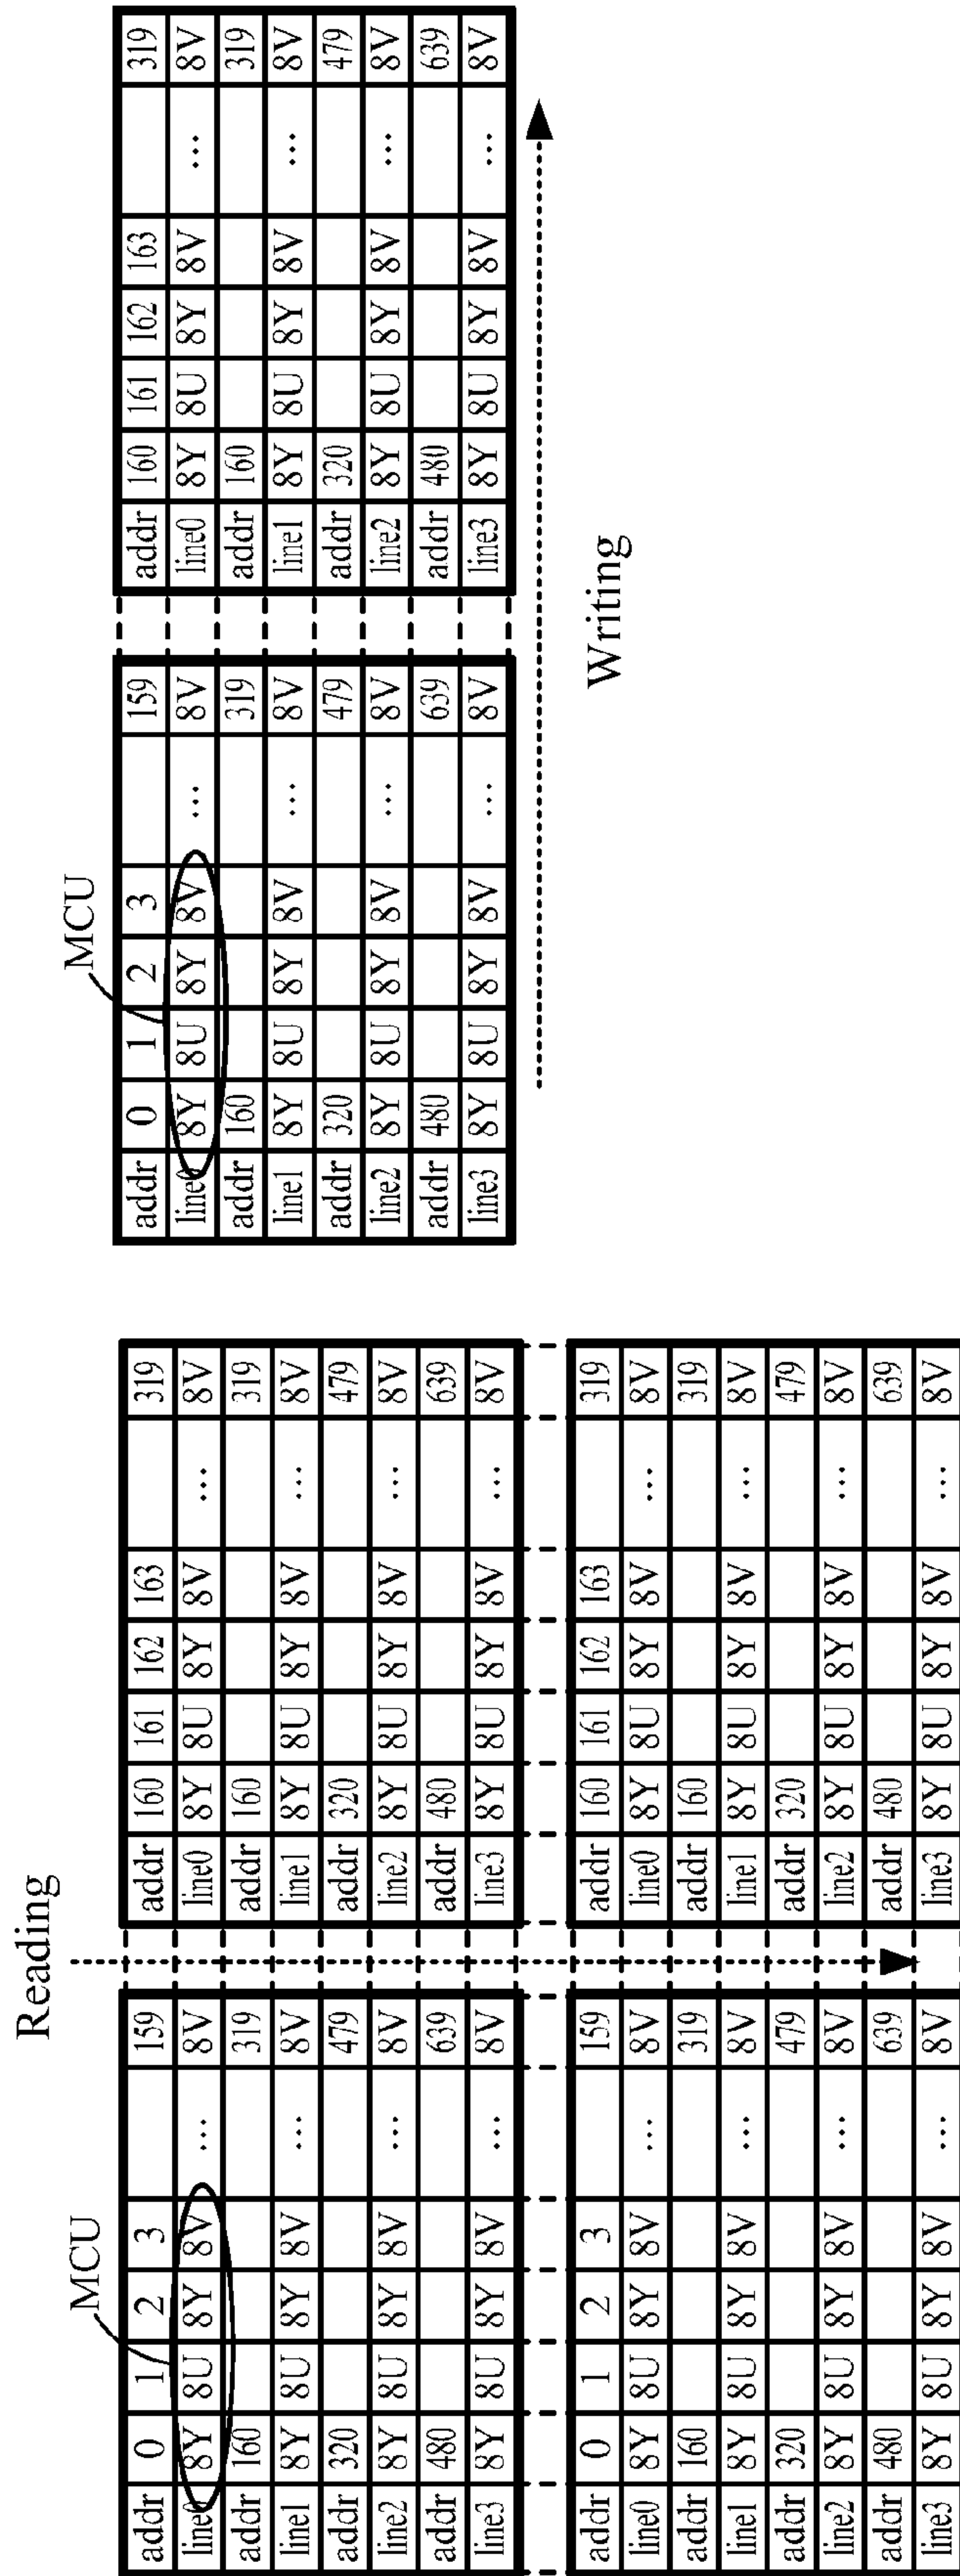 Reading
MCU
addr 0 1 2 3 159
line0 8Y 8U 8Y 8V ... 8V
addr 160 319
line1 8Y 8U 8Y 8V ... 8V
addr 320 479
line2 8Y 8U 8Y 8V ... 8V
addr 480 639
line3 8Y 8U 8Y 8V ... 8V
addr 160 161 162 163 319
line0 8Y 8U 8Y 8V ... 8V
addr 160 319
line1 8Y 8U 8Y 8V ... 8V
addr 320 479
line2 8Y 8U 8Y 8V ... 8V
addr 480 639
line3 8Y 8U 8Y 8V ... 8V
addr 0 1 2 3 159
line0 8Y 8U 8Y 8V ... 8V
addr 160 319
line1 8Y 8U 8Y 8V ... 8V
addr 320 479
line2 8Y 8U 8Y 8V ... 8V
addr 480 639
line3 8Y 8U 8Y 8V ... 8V
addr 160 161 162 163 319
line0 8Y 8U 8Y 8V ... 8V
addr 160 319
line1 8Y 8U 8Y 8V ... 8V
addr 320 479
line2 8Y 8U 8Y 8V ... 8V
addr 480 639
line3 8Y 8U 8Y 8V ... 8V
MCU
addr 0 1 2 3 159
line0 8Y 8U 8Y 8V ... 8V
addr 160 319
line1 8Y 8U 8Y 8V ... 8V
addr 320 479
line2 8Y 8U 8Y 8V ... 8V
addr 480 639
line3 8Y 8U 8Y 8V ... 8V
addr 160 161 162 163 319
line0 8Y 8U 8Y 8V ... 8V
addr 160 319
line1 8Y 8U 8Y 8V ... 8V
addr 320 479
line2 8Y 8U 8Y 8V ... 8V
addr 480 639
line3 8Y 8U 8Y 8V ... 8V
Writing